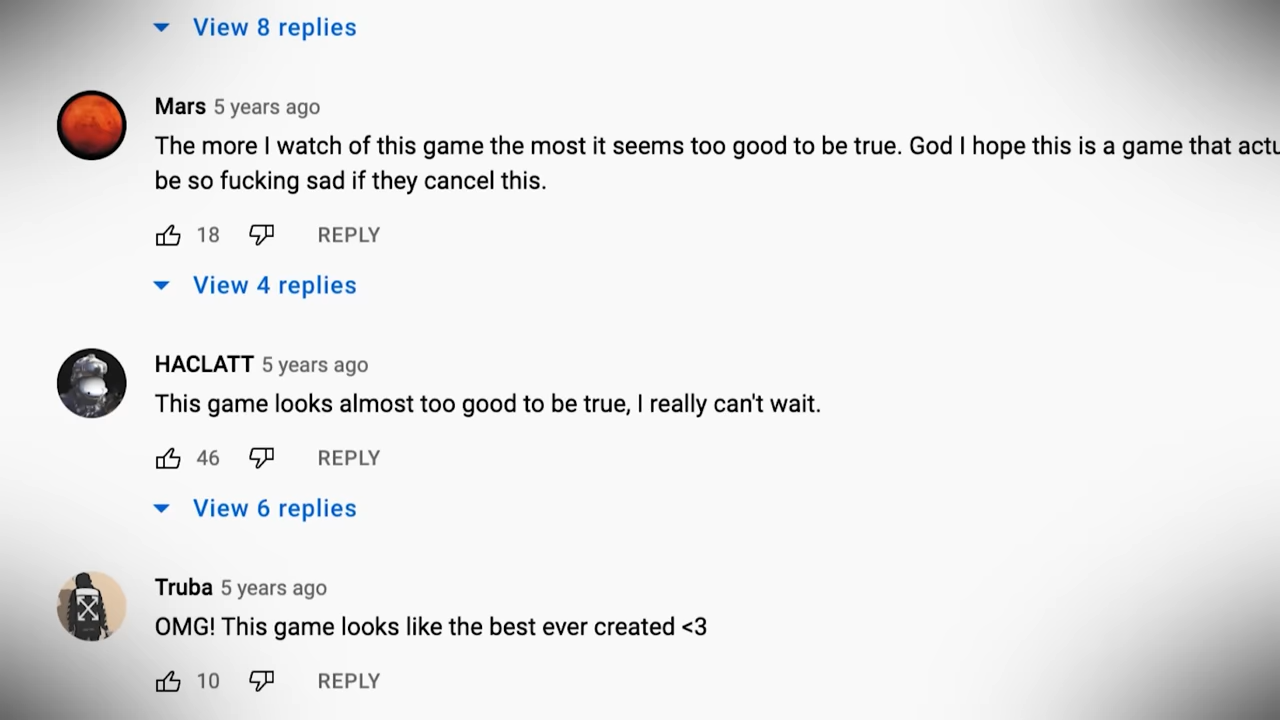 View 8 replies
Mars 5 years ago
The more I watch of this game the most it seems too good to be true. God I hope this is a game that
be so fucking sad if they cancel this.
18 REPLY
View 4 replies
HACLATT 5 years ago
This game looks almost too good to be true, I really can't wait.
46 REPLY
View 6 replies
Truba 5 years ago
OMG! This game looks like the best ever created <3
10 REPLY